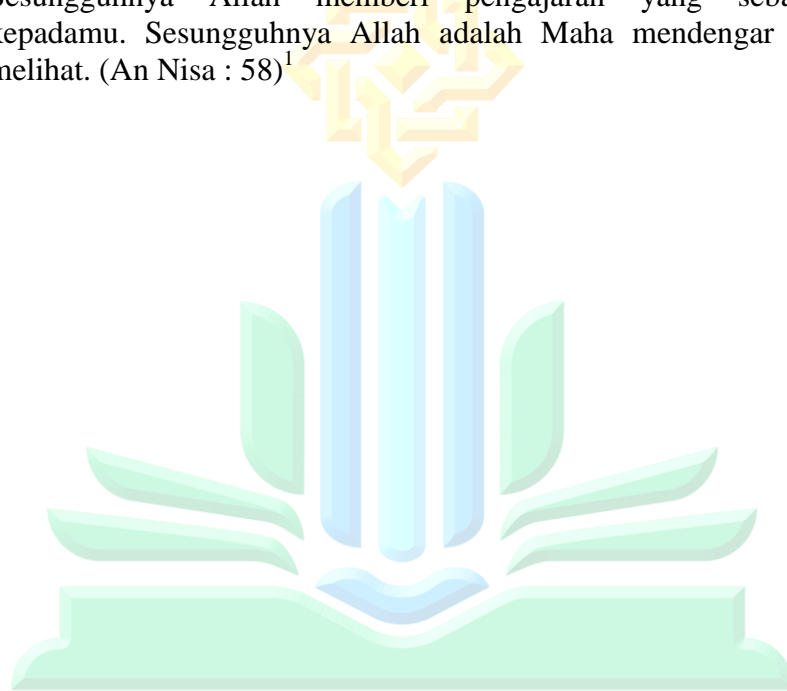 Sesungguhnya Allah memberi pengajaran yang
kepadamu. Sesungguhnya Allah adalah Maha mendengar
melihat. (An Nisa : 58)1